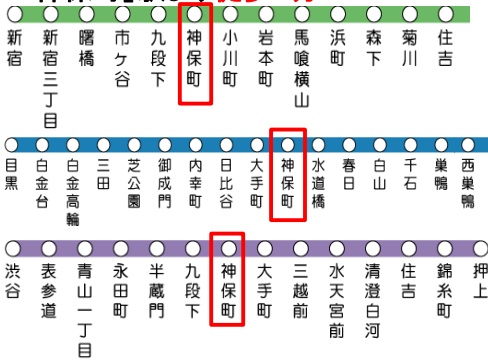 新宿 新宿三丁目 曙橋 市ヶ谷 九段下 神保町 小川町 岩本町 馬喰横山 浜町 森下 菊川 住吉
目黒 白金台 白金高輪 三田 芝公園 御成門 内幸町 日比谷 大手町 神保町 水道橋 春日 白山 千石 巣鴨 西巣鴨
渋谷 表参道 青山一丁目 永田町 半蔵門 九段下 神保町 大手町 三越前 水天宮前 清澄白河 住吉 錦糸町 押上